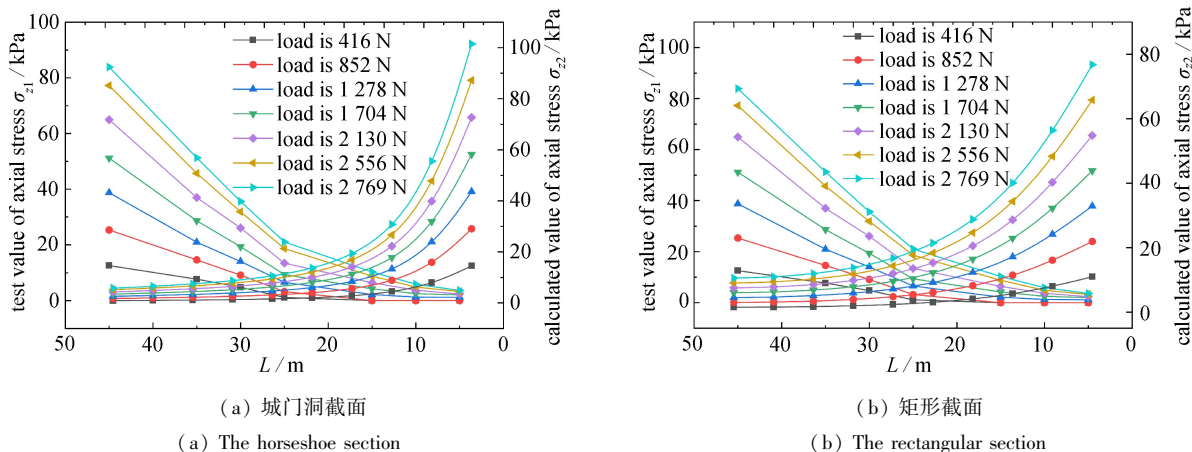 test value of axial stress σz1 / kPa
100
80
60
40
20
0
load is 416 N
load is 852 N
load is 1 278 N
load is 1 704 N
load is 2 130 N
load is 2 556 N
load is 2 769 N
100
80
60
40
20
0
calculated value of axial stress σz2 / kPa
50 40 30 20 10 0
L / m
(a) 城门洞截面
(a) The horseshoe section
test value of axial stress σz1 / kPa
100
80
60
40
20
0
load is 416 N
load is 852 N
load is 1 278 N
load is 1 704 N
load is 2 130 N
load is 2 556 N
load is 2 769 N
80
60
40
20
0
calculated value of axial stress σz2 / kPa
50 40 30 20 10 0
L / m
(b) 矩形截面
(b) The rectangular section